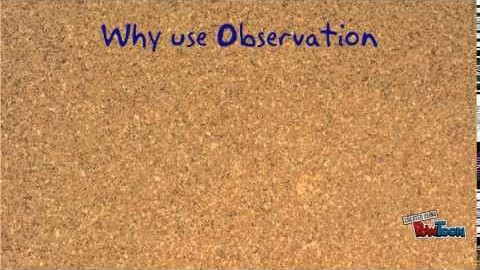 Why use Observation
CREATED USING
PowToon